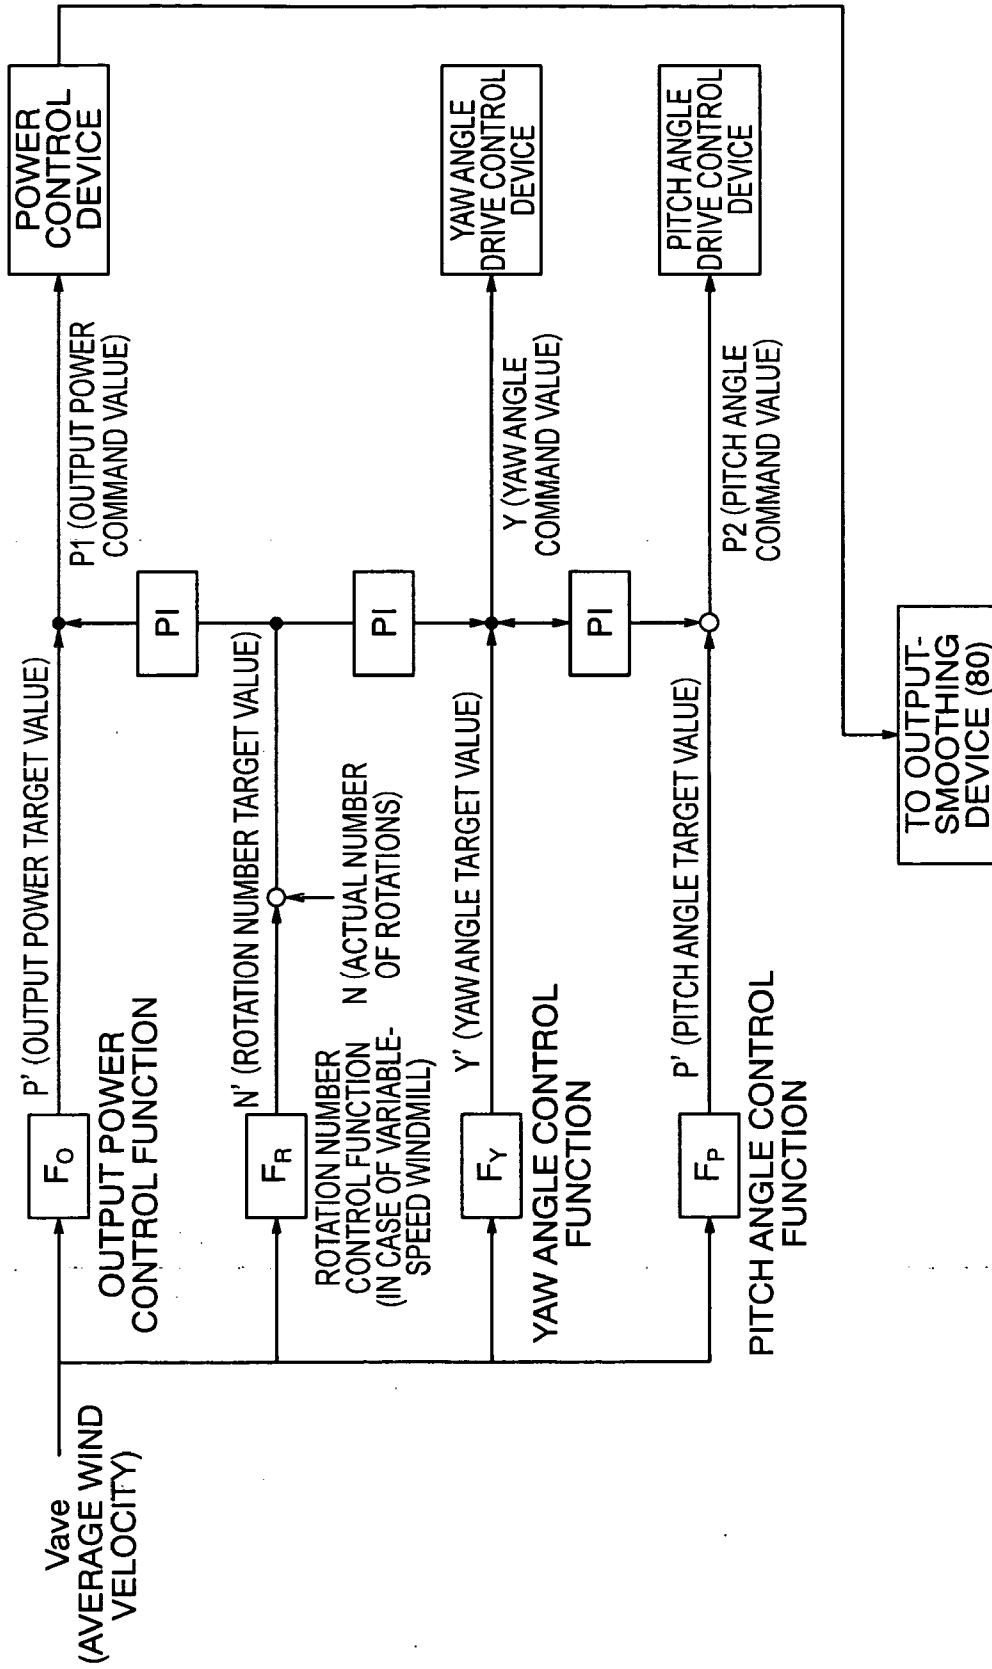 Vave
(AVERAGE WIND
VELOCITY)
FO
OUTPUT POWER
CONTROL FUNCTION
P' (OUTPUT POWER TARGET VALUE)
P1 (OUTPUT POWER
COMMAND VALUE)
POWER
CONTROL
DEVICE
PI
FR
ROTATION NUMBER
CONTROL FUNCTION
(IN CASE OF VARIABLE-
SPEED WINDMILL)
N' (ROTATION NUMBER TARGET VALUE)
N (ACTUAL NUMBER
OF ROTATIONS)
PI
FY
YAW ANGLE CONTROL
FUNCTION
Y' (YAW ANGLE TARGET VALUE)
Y (YAW ANGLE
COMMAND VALUE)
YAW ANGLE
DRIVE CONTROL
DEVICE
PI
FP
PITCH ANGLE CONTROL
FUNCTION
P' (PITCH ANGLE TARGET VALUE)
P2 (PITCH ANGLE
COMMAND VALUE)
PITCH ANGLE
DRIVE CONTROL
DEVICE
TO OUTPUT-
SMOOTHING
DEVICE (80)